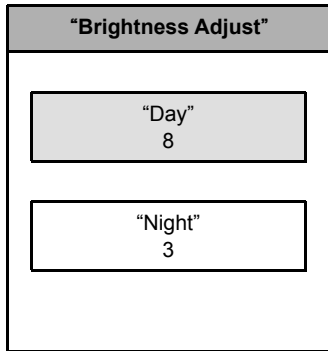 “Brightness Adjust”
“Day”
8
“Night”
3